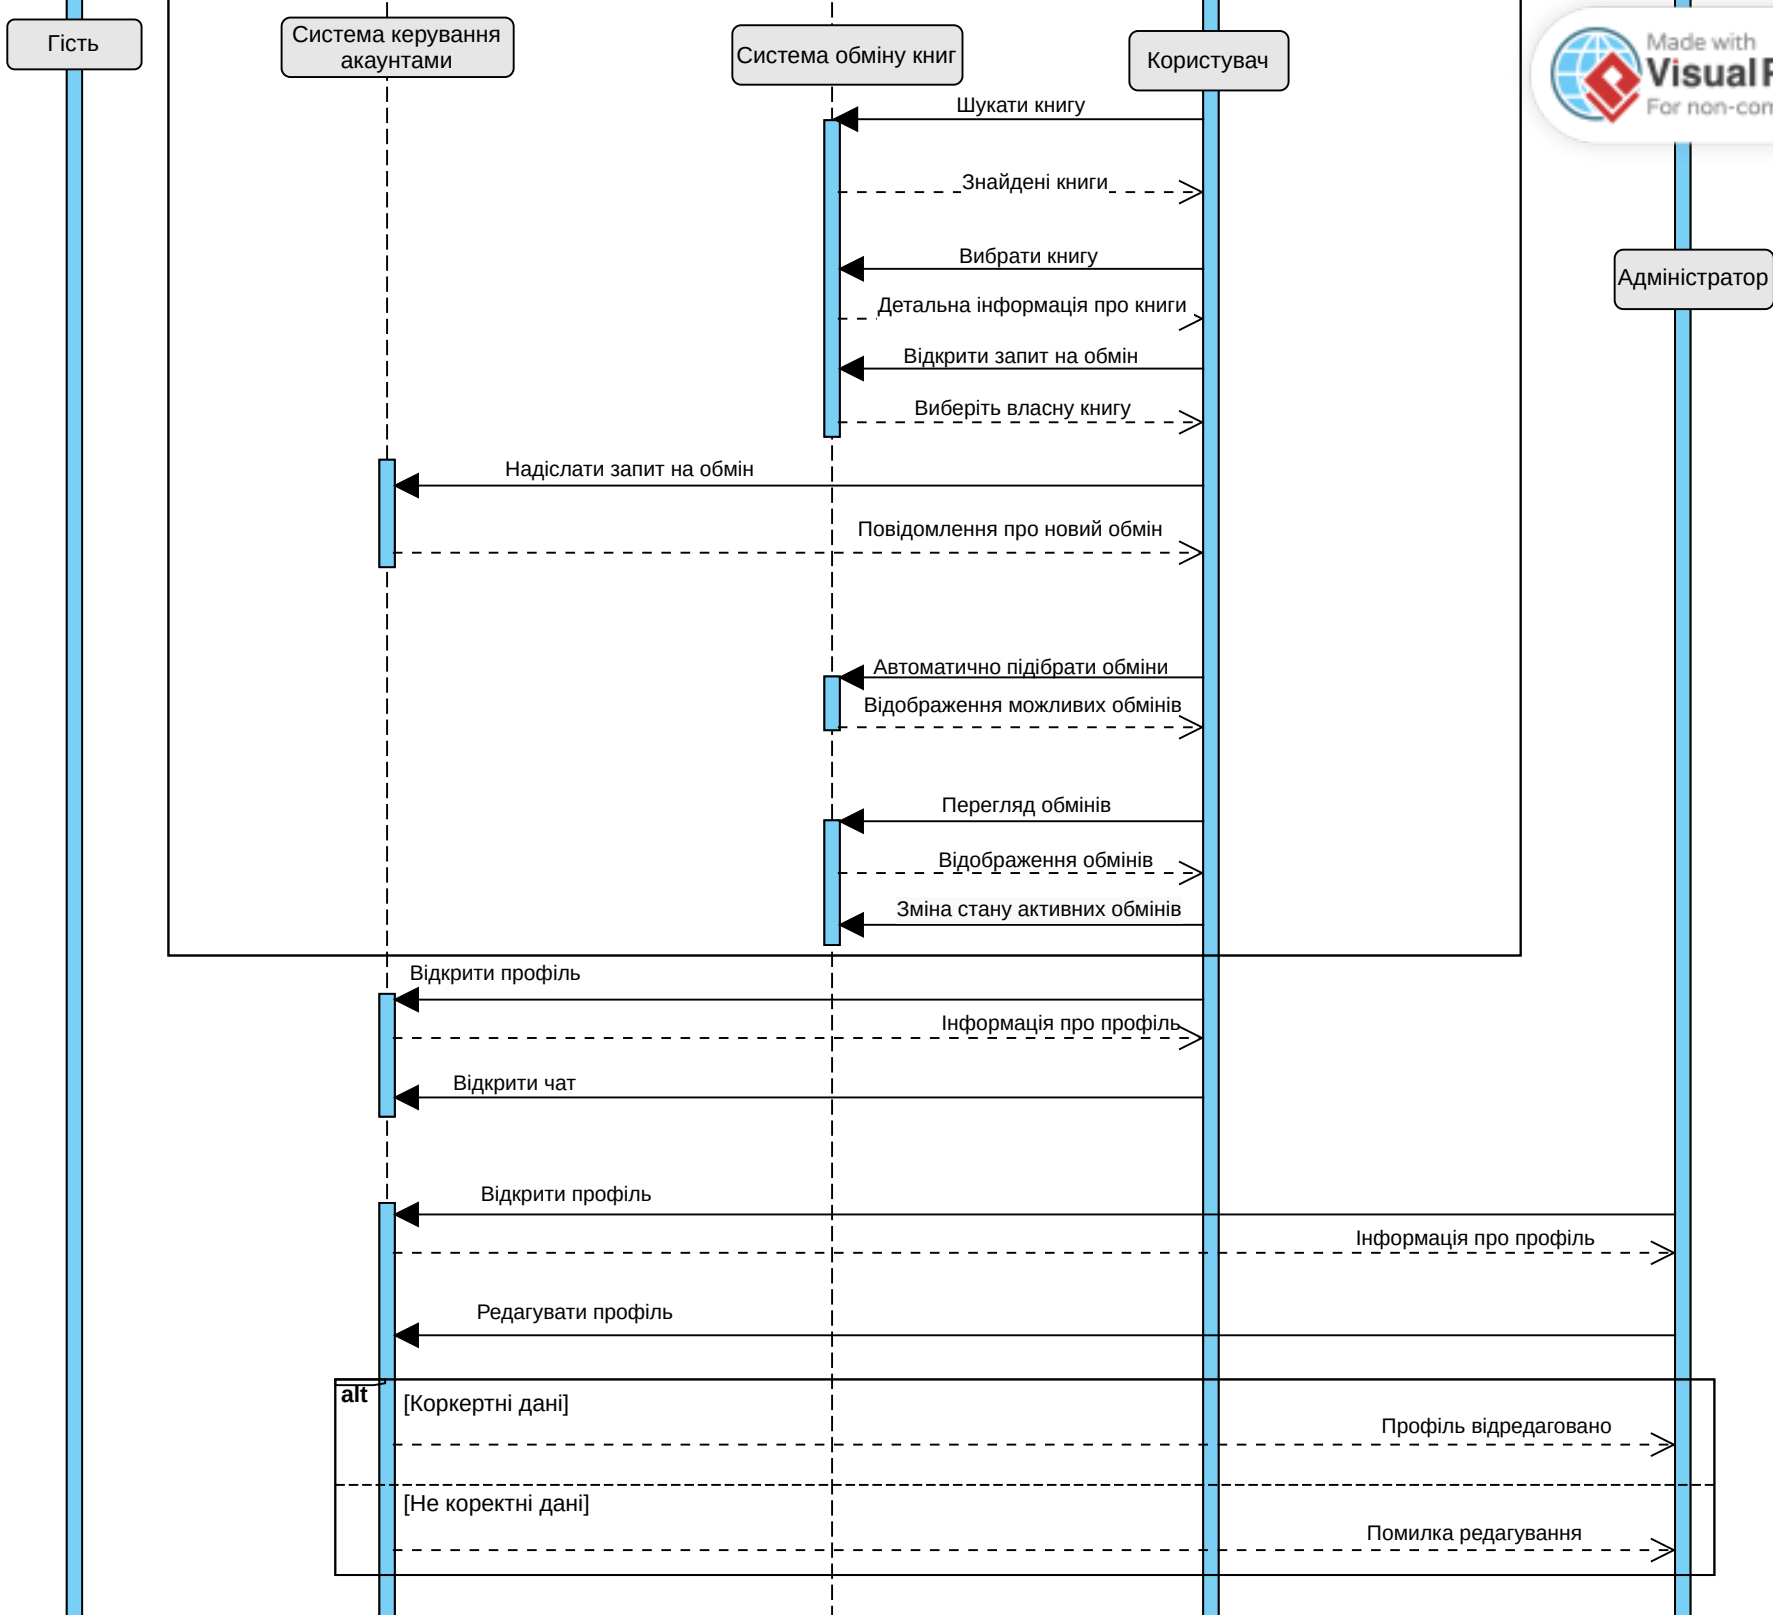 Гість
Система керування
акаунтами
Система обміну книг
Користувач
Made with
Visual
For non-com
Шукати книгу
Знайдені книги
Вибрати книгу
Адміністратор
Детальна інформація про книги
Відкрити запит на обмін
Виберіть власну книгу
Надіслати запит на обмін
Повідомлення про новий обмін
Автоматично підібрати обміни
Відображення можливих обмінів
Перегляд обмінів
Відображення обмінів
Зміна стану активних обмінів
Відкрити профіль
Інформація про профіль
Відкрити чат
Відкрити профіль
Інформація про профіль
Редагувати профіль
alt
[Коркертні дані]
Профіль відредаговано
[Не коректні дані]
Помилка редагування